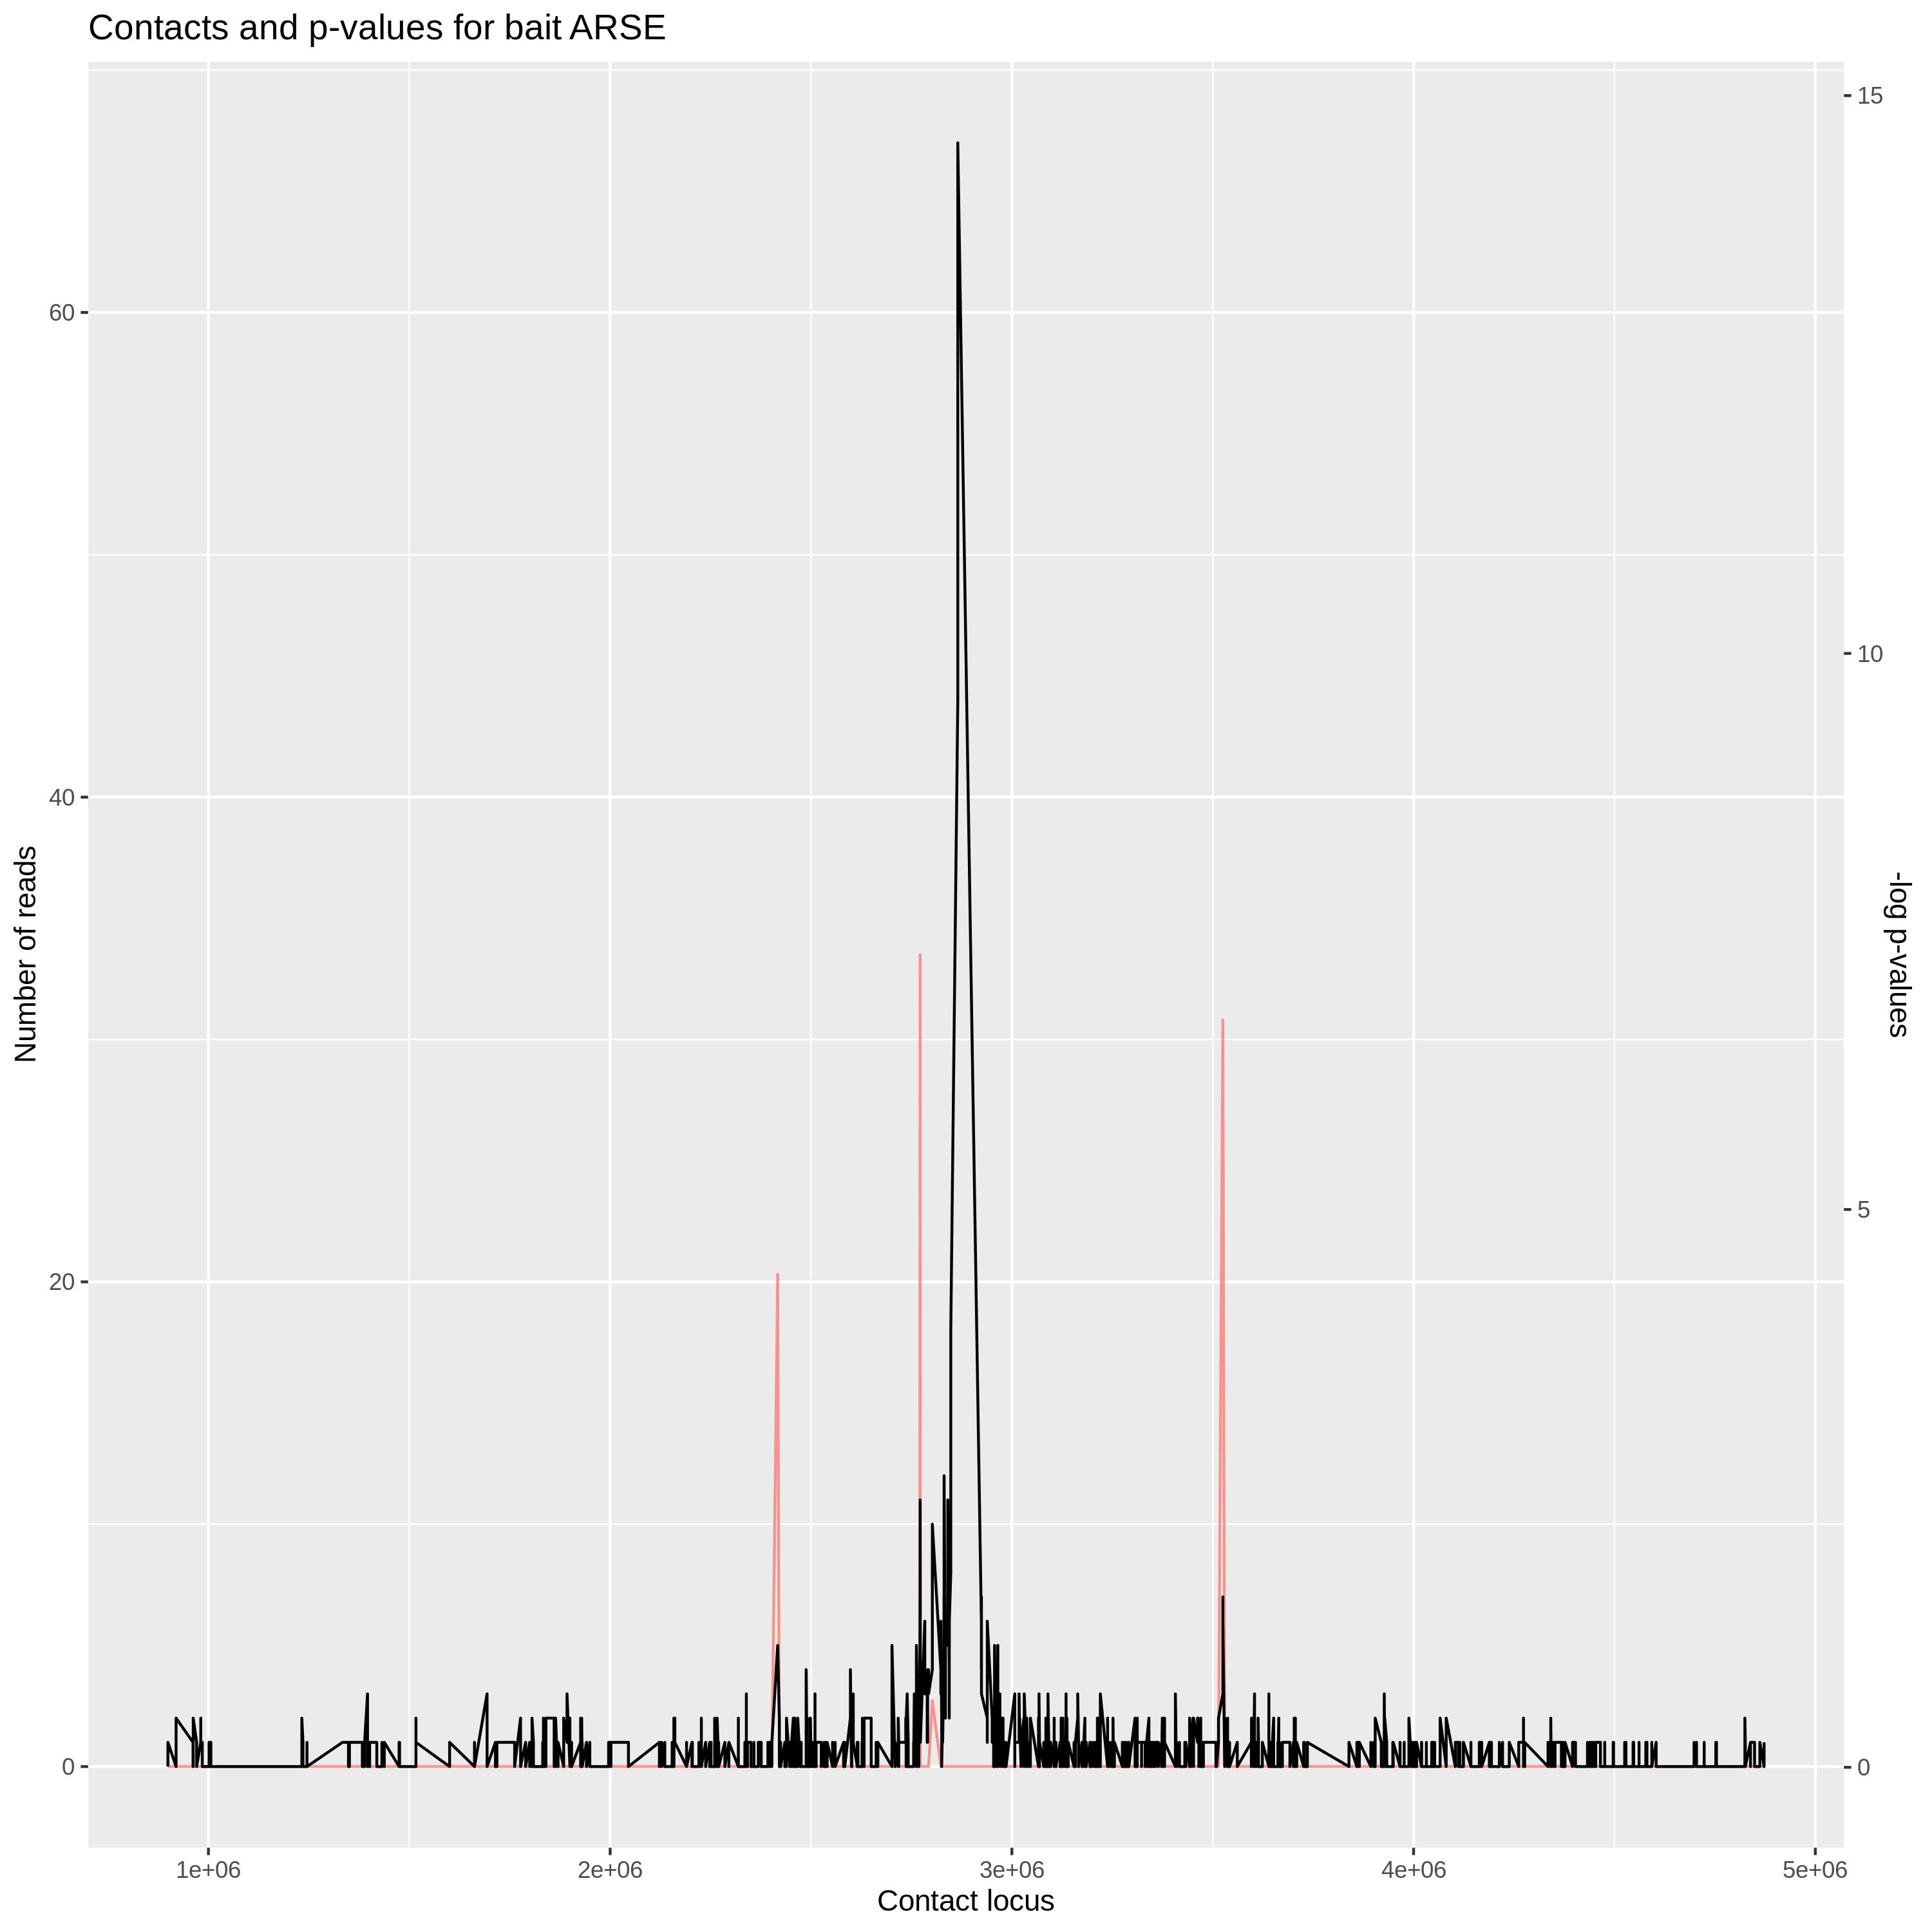 Contacts and p-values for bait ARSE
15
60
10
40
Number of reads
-log p-values
5
20
0
0
1e+06
2e+06
3e+06
4e+06
5e+06
Contact locus